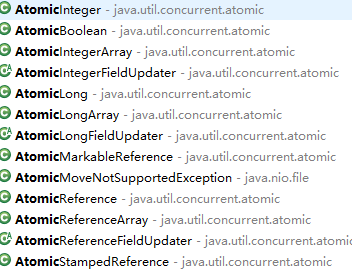 AtomicInteger - java.util.concurrent.atomic
AtomicBoolean - java.util.concurrent.atomic
AtomicIntegerArray - java.util.concurrent.atomic
AtomicIntegerFieldUpdater - java.util.concurrent.atomic
AtomicLong - java.util.concurrent.atomic
AtomicLongArray - java.util.concurrent.atomic
AtomicLongFieldUpdater - java.util.concurrent.atomic
AtomicMarkableReference - java.util.concurrent.atomic
AtomicMoveNotSupportedException - java.nio.file
AtomicReference - java.util.concurrent.atomic
AtomicReferenceArray - java.util.concurrent.atomic
AtomicReferenceFieldUpdater - java.util.concurrent.atomic
AtomicStampedReference - java.util.concurrent.atomic